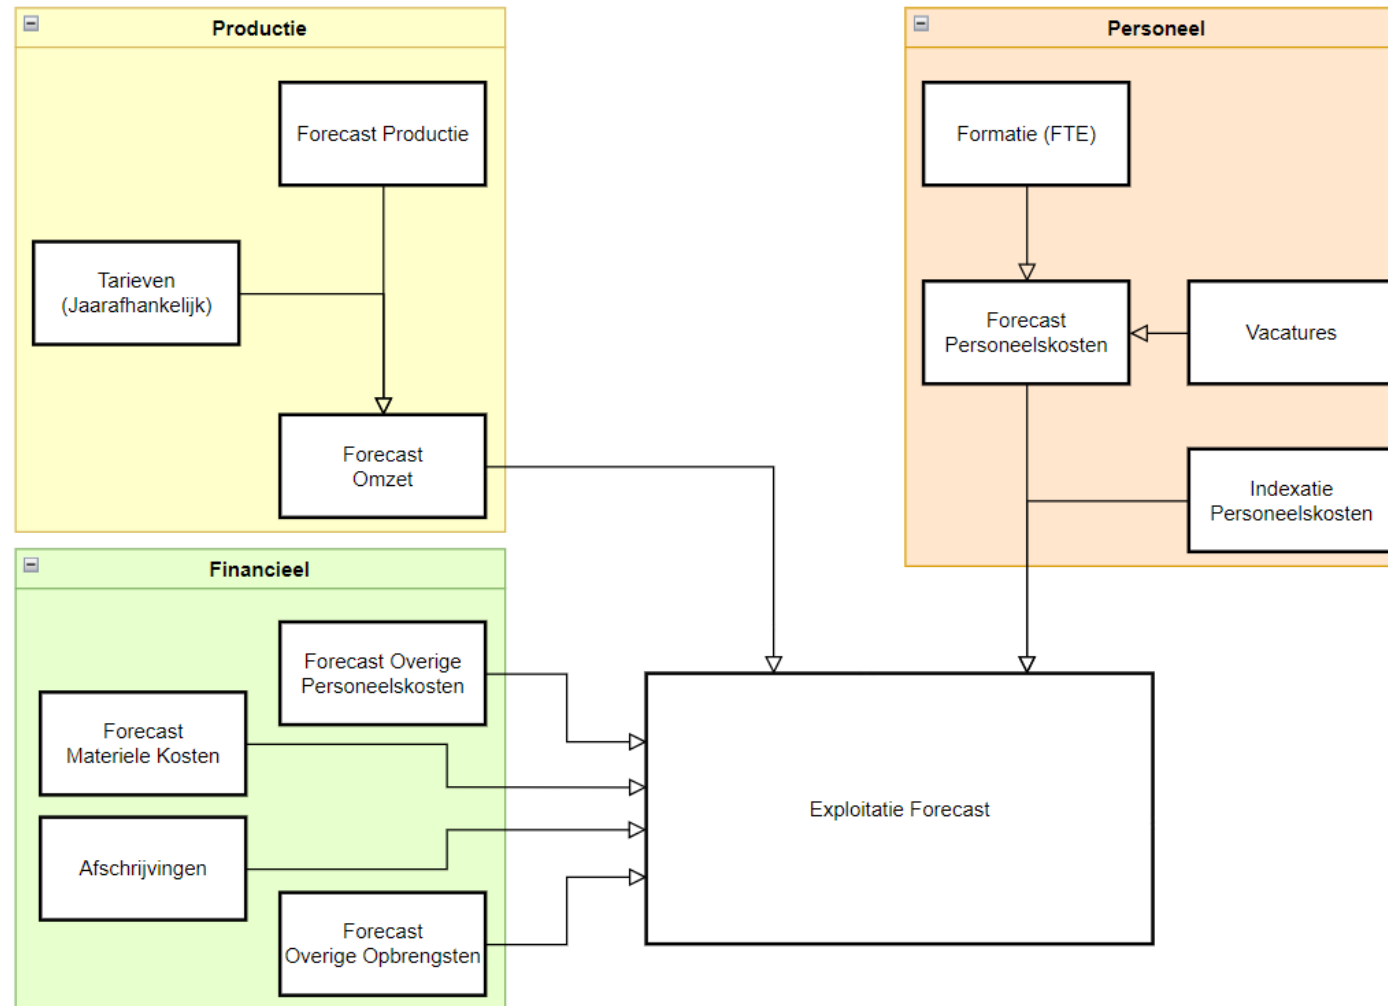 Productie
Forecast Productie
Tarieven
(Jaarafhankelijk)
Forecast
Omzet
Financieel
Forecast Overige
Personeelskosten
Forecast
Materiele Kosten
Afschrijvingen
Forecast
Overige Opbrengsten
Personeel
Formatie (FTE)
Forecast
Personeelskosten
Vacatures
Indexatie
Personeelskosten
Exploitatie Forecast